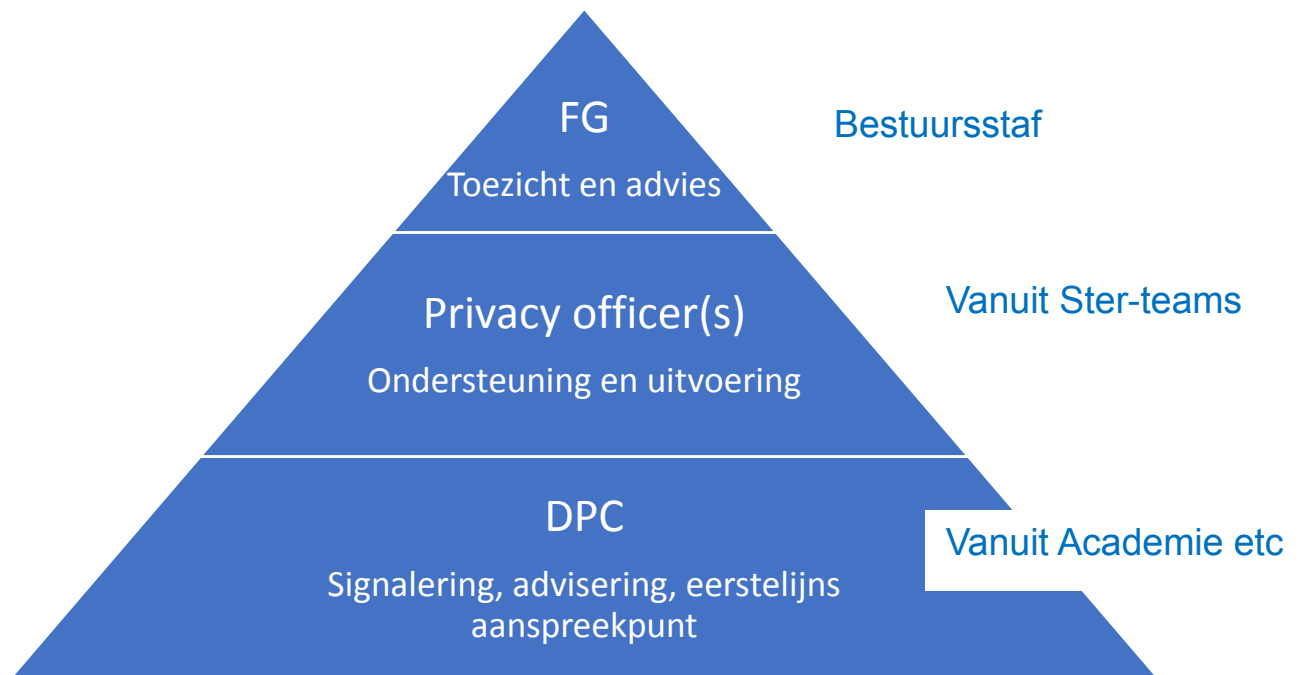 FG
Toezicht en advies
Bestuursstaf
Privacy officer(s)
Ondersteuning en uitvoering
Vanuit Ster-teams
DPC
Signalering, advisering, eerstelijns
aanspreekpunt
Vanuit Academie etc